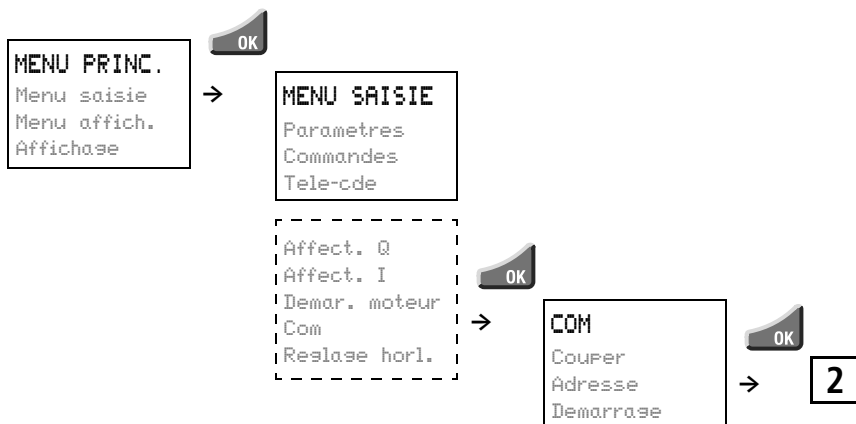 OK
MENU PRINC.
Menu saisie
Menu affich.
Affichage
→
MENU SAISIE
Parametres
Commandes
Tele-cde
Affect. Q
Affect. I
Demar. moteur
Com
Reglage horl.
OK
→
COM
Couper
Adresse
Demarrage
OK
→
2